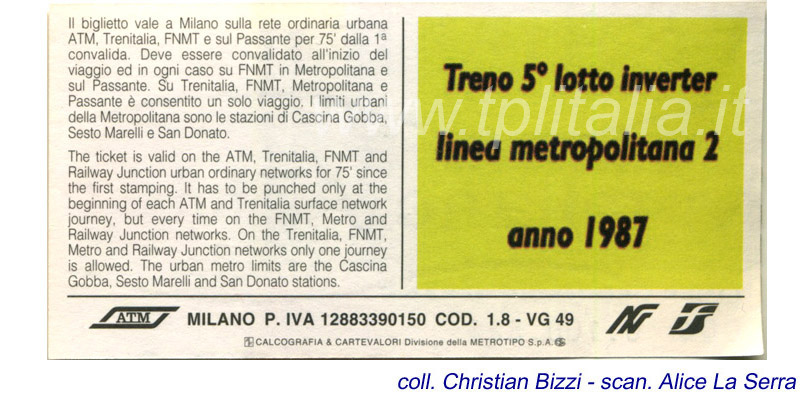 Il biglietto vale a Milano sulla rete ordinaria urbana
ATM, Trenitalia, FNMT e sul Passante per 75' dalla 1ª
convalida. Deve essere convalidato all'inizio del
viaggio ed in ogni caso su FNMT in Metropolitana e
sul Passante. Su Trenitalia, FNMT, Metropolitana e
Passante è consentito un solo viaggio. I limiti urbani
della Metropolitana sono le stazioni di Cascina Gobba,
Sesto Marelli e San Donato.
The ticket is valid on the ATM, Trenitalia, FNMT and
Railway Junction urban ordinary networks for 75' since
the first stamping. It has to be punched only at the
beginning of each ATM and Trenitalia surface network
journey, but every time on the FNMT, Metro and
Railway Junction networks. On the Trenitalia, FNMT,
Metro and Railway Junction networks only one journey
is allowed. The urban metro limits are the Cascina
Gobba, Sesto Marelli and San Donato stations.
Treno 5° lotto inverter
linea metropolitana 2
anno 1987
www.tplitalia.it
ATM MILANO P. IVA 12883390150 COD. 1.8 - VG 49
CALCOGRAFIA & CARTEVALORI Divisione della METROTIPO S.p.A.
coll. Christian Bizzi - scan. Alice La Serra